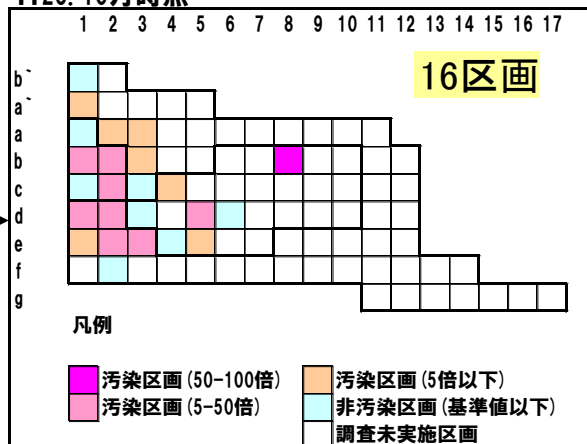 1 2 3 4 5 6 7 8 9 10 11 12 13 14 15 16 17
16区画
b`
a`
a
b
c
d
e
f
g
凡例
汚染区画(50-100倍)
汚染区画(5倍以下)
汚染区画(5-50倍)
非汚染区画(基準値以下)
調査未実施区画